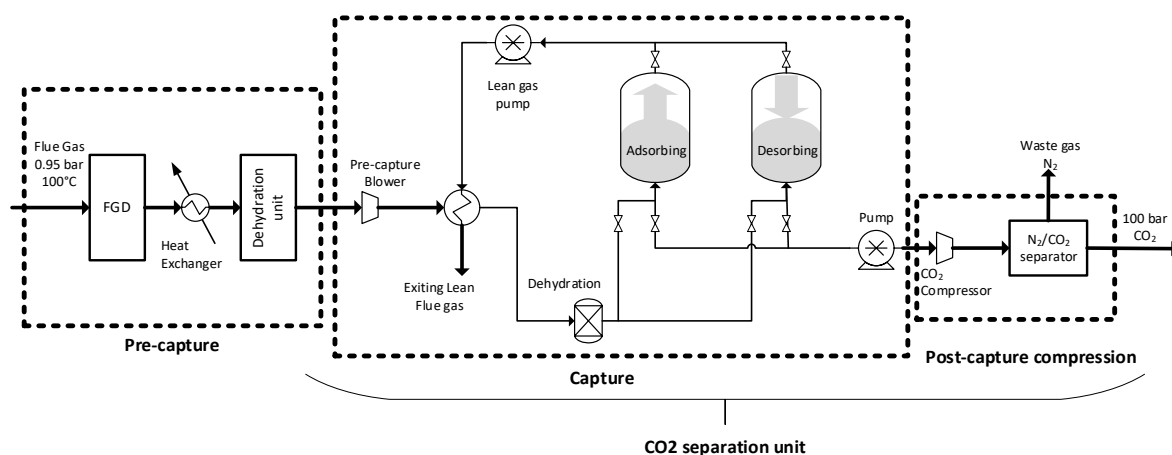 Flue Gas
0.95 bar
100°C
FGD
Heat
Exchanger
Dehydration
unit
Pre-capture
Pre-capture
Blower
Exiting Lean
Flue gas
Lean gas
pump
Dehydration
Adsorbing
Desorbing
Pump
Capture
CO2
Compressor
Waste gas
N2
N2/CO2
separator
100 bar
CO2
Post-capture compression
CO2 separation unit